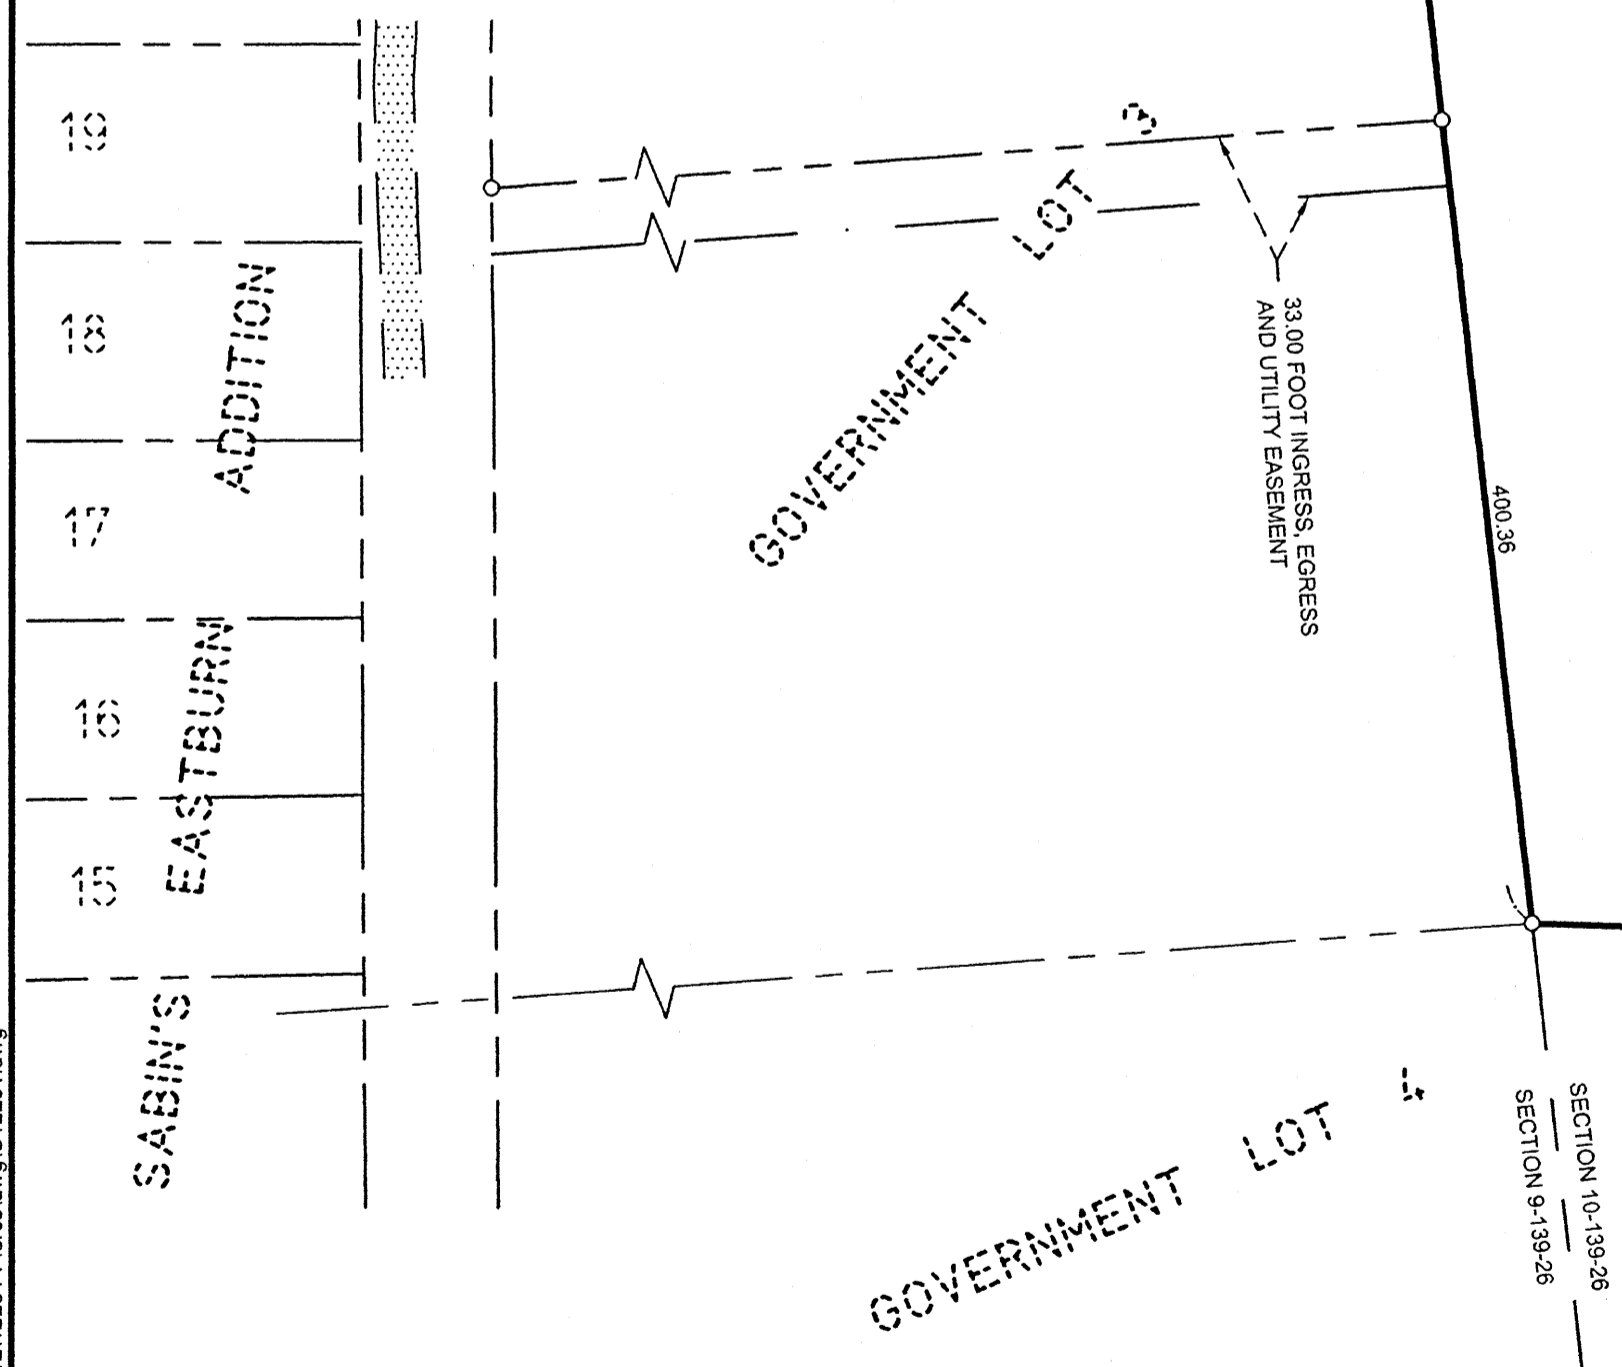 19
18
17
16
15
SABIN'S EASTBURN ADDITION
GOVERNMENT LOT 3
33.00 FOOT INGRESS, EGRESS
AND UTILITY EASEMENT
400.36
GOVERNMENT LOT
SECTION 10-139-26
SECTION 9-139-26